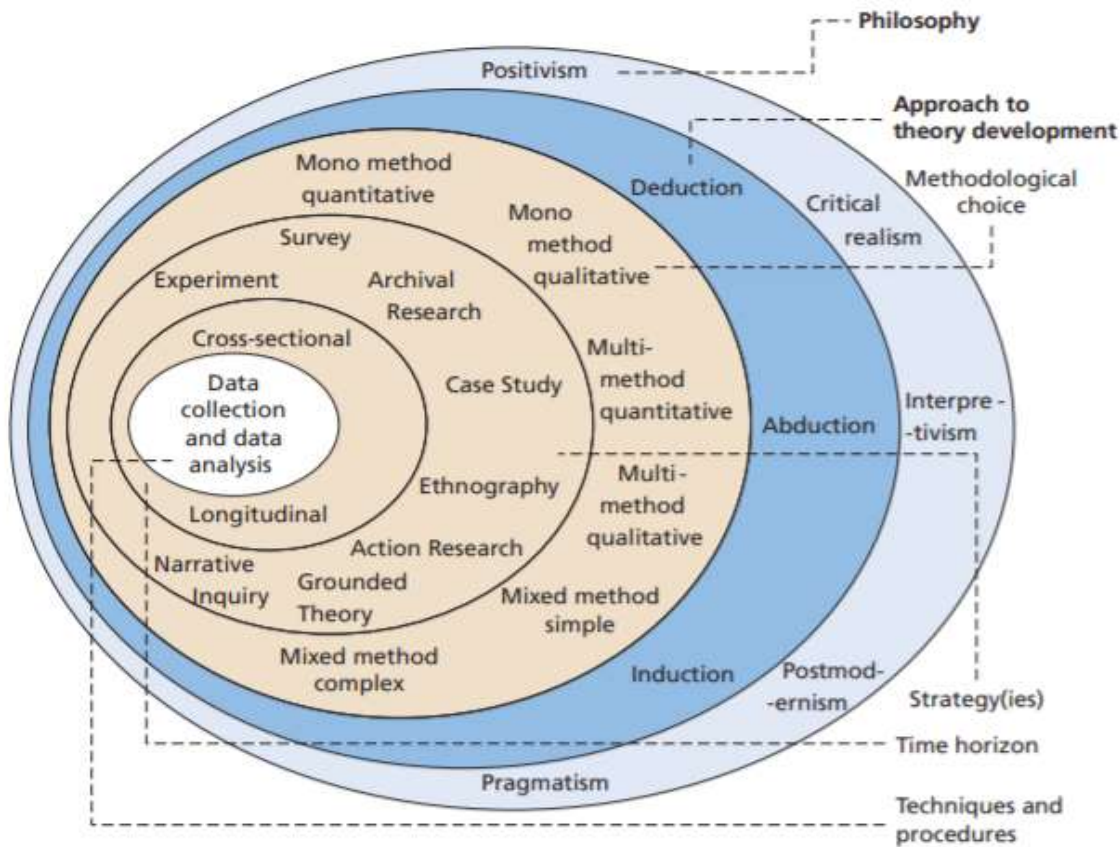 Philosophy
Positivism
Approach to
theory development
Mono method
quantitative
Deduction
Methodological
choice
Mono
method
qualitative
Critical
realism
Survey
Experiment
Archival
Research
Cross-sectional
Multi-
method
quantitative
Data
collection
and data
analysis
Case Study
Abduction
Interpre -
-tivism
Ethnography
Multi -
method
qualitative
Longitudinal
Action Research
Narrative
Inquiry
Grounded
Theory
Mixed method
simple
Mixed method
complex
Induction
Postmod-
-ernism
Strategy(ies)
Time horizon
Pragmatism
Techniques and
procedures